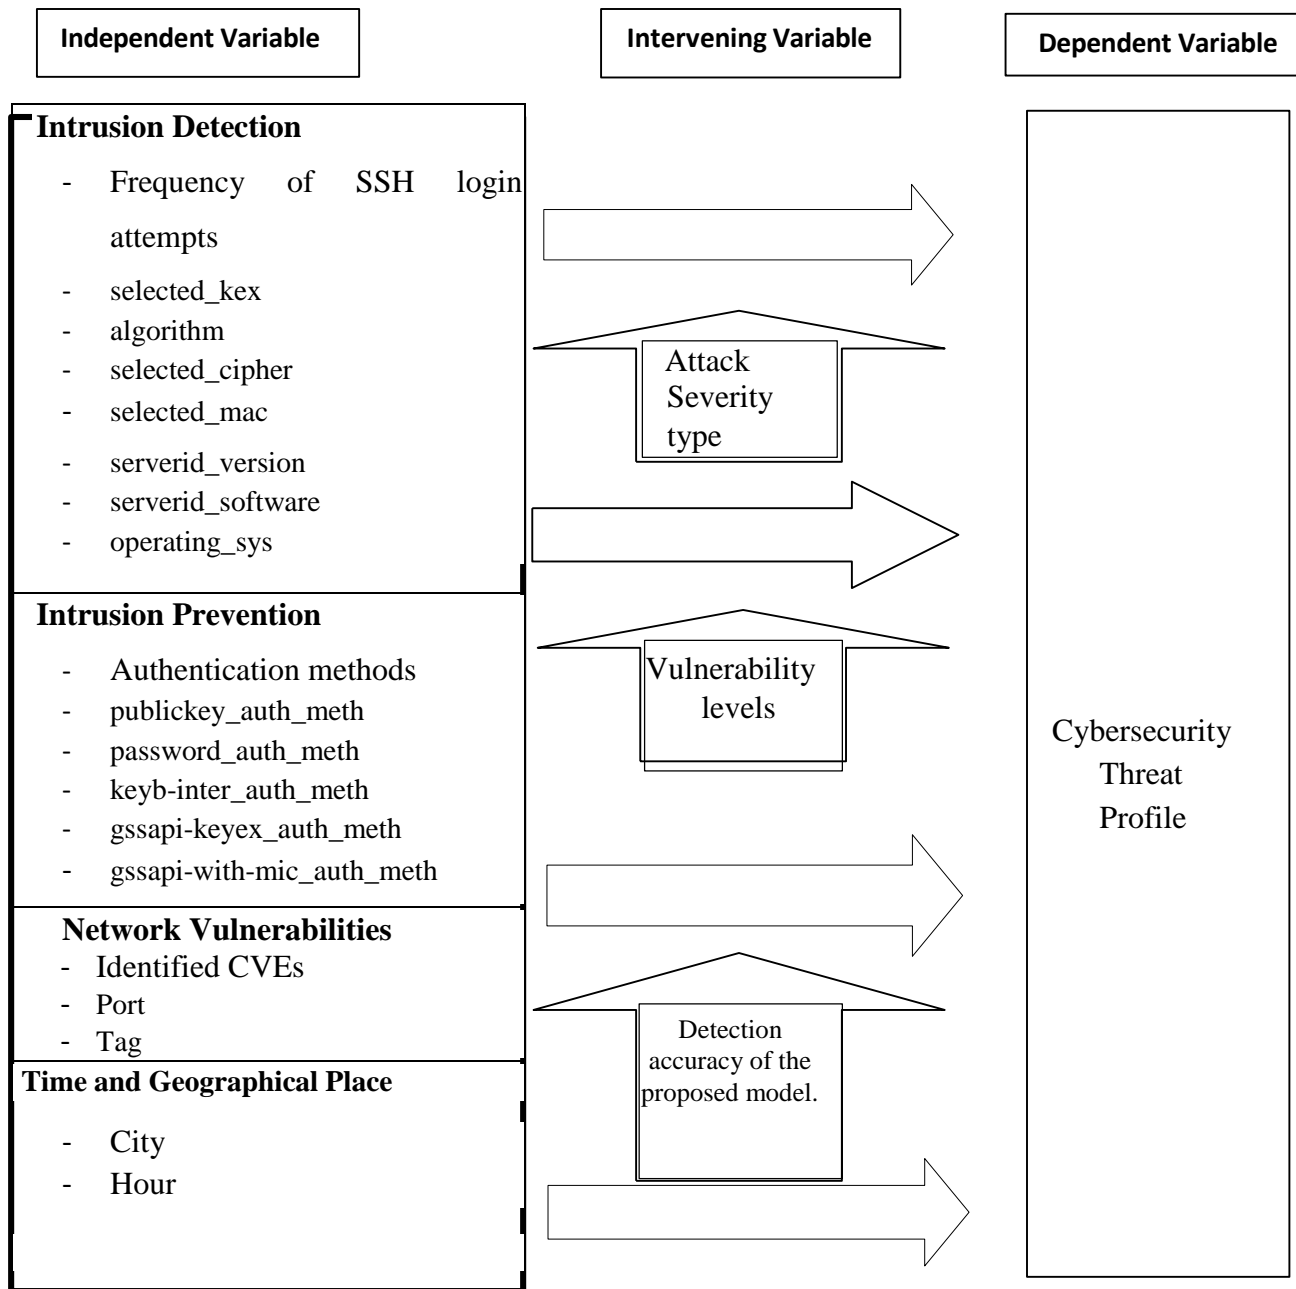 Independent Variable
Intervening Variable
Dependent Variable
Intrusion Detection
- Frequency of SSH login
attempts
- selected_kex
- algorithm
- selected_cipher
- selected_mac
- serverid_version
- serverid_software
- operating_sys
Intrusion Prevention
- Authentication methods
- publickey_auth_meth
- password_auth_meth
- keyb-inter_auth_meth
- gssapi-keyex_auth_meth
- gssapi-with-mic_auth_meth
Network Vulnerabilities
- Identified CVEs
- Port
- Tag
Time and Geographical Place
- City
- Hour
Attack
Severity
type
Vulnerability
levels
Detection
accuracy of the
proposed model.
Cybersecurity
Threat
Profile